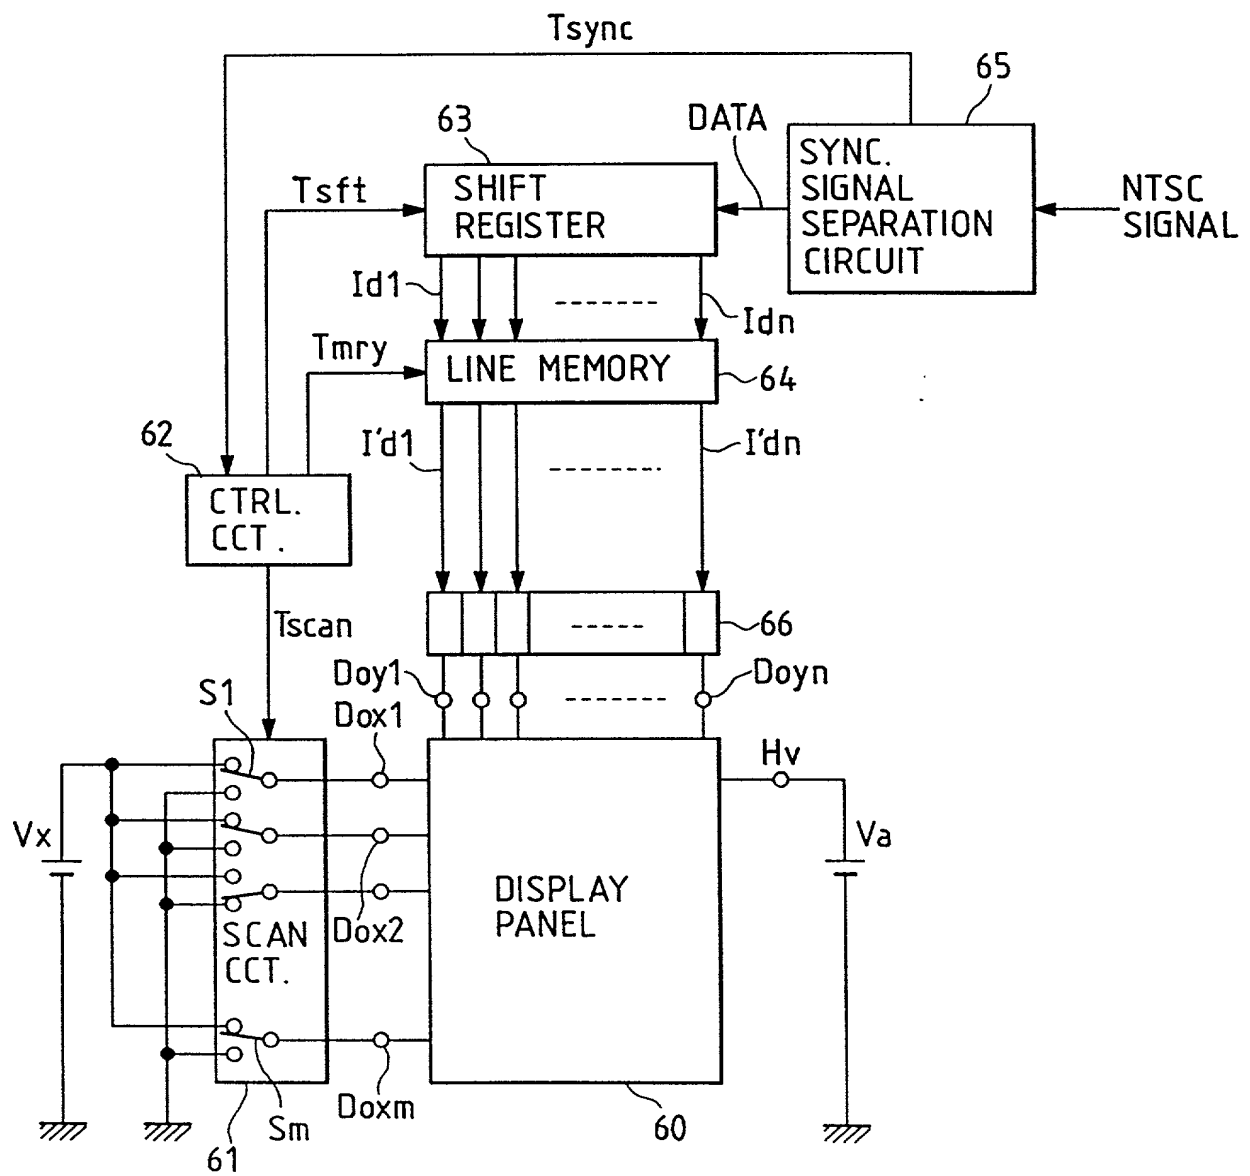 Tsync
65
63
DATA
SYNC.
SIGNAL
SEPARATION
CIRCUIT
NTSC
SIGNAL
Tsft
SHIFT
REGISTER
Id1
Idn
Tmry
LINE MEMORY
64
62
I'd1
I'dn
CTRL.
CCT.
Tscan
66
Doy1
Doyn
S1
Dox1
Hv
Vx
Va
DISPLAY
PANEL
Dox2
SCAN
CCT.
Doxm
Sm
60
61